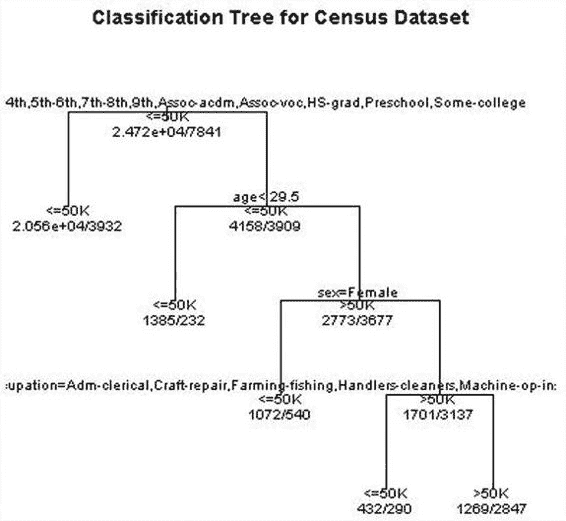 Classification Tree for Census Dataset
4th,5th-6th,7th-8th,9th,Assoc-acdm,Assoc-voc,HS-grad,Preschool,Some-college
<=50K
2.472e+04/7841
age< 29.5
<=50K
2.056e+04/3932
<=50K
4158/3909
sex=Female
<=50K
1385/232
>50K
2773/3677
:upation=Adm-clerical,Craft-repair,Farming-fishing,Handlers-cleaners,Machine-op-in:
<=50K
1072/540
>50K
1701/3137
<=50K
432/290
>50K
1269/2847